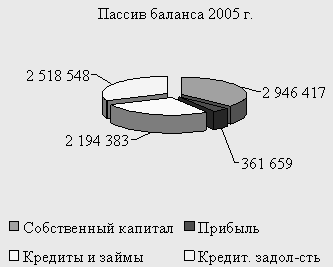 Пассив баланса 2005 г.
2 518 548
2 946 417
2 194 383
361 659
Собственный капитал Прибыль
Кредиты и займы Кредит. задол-сть